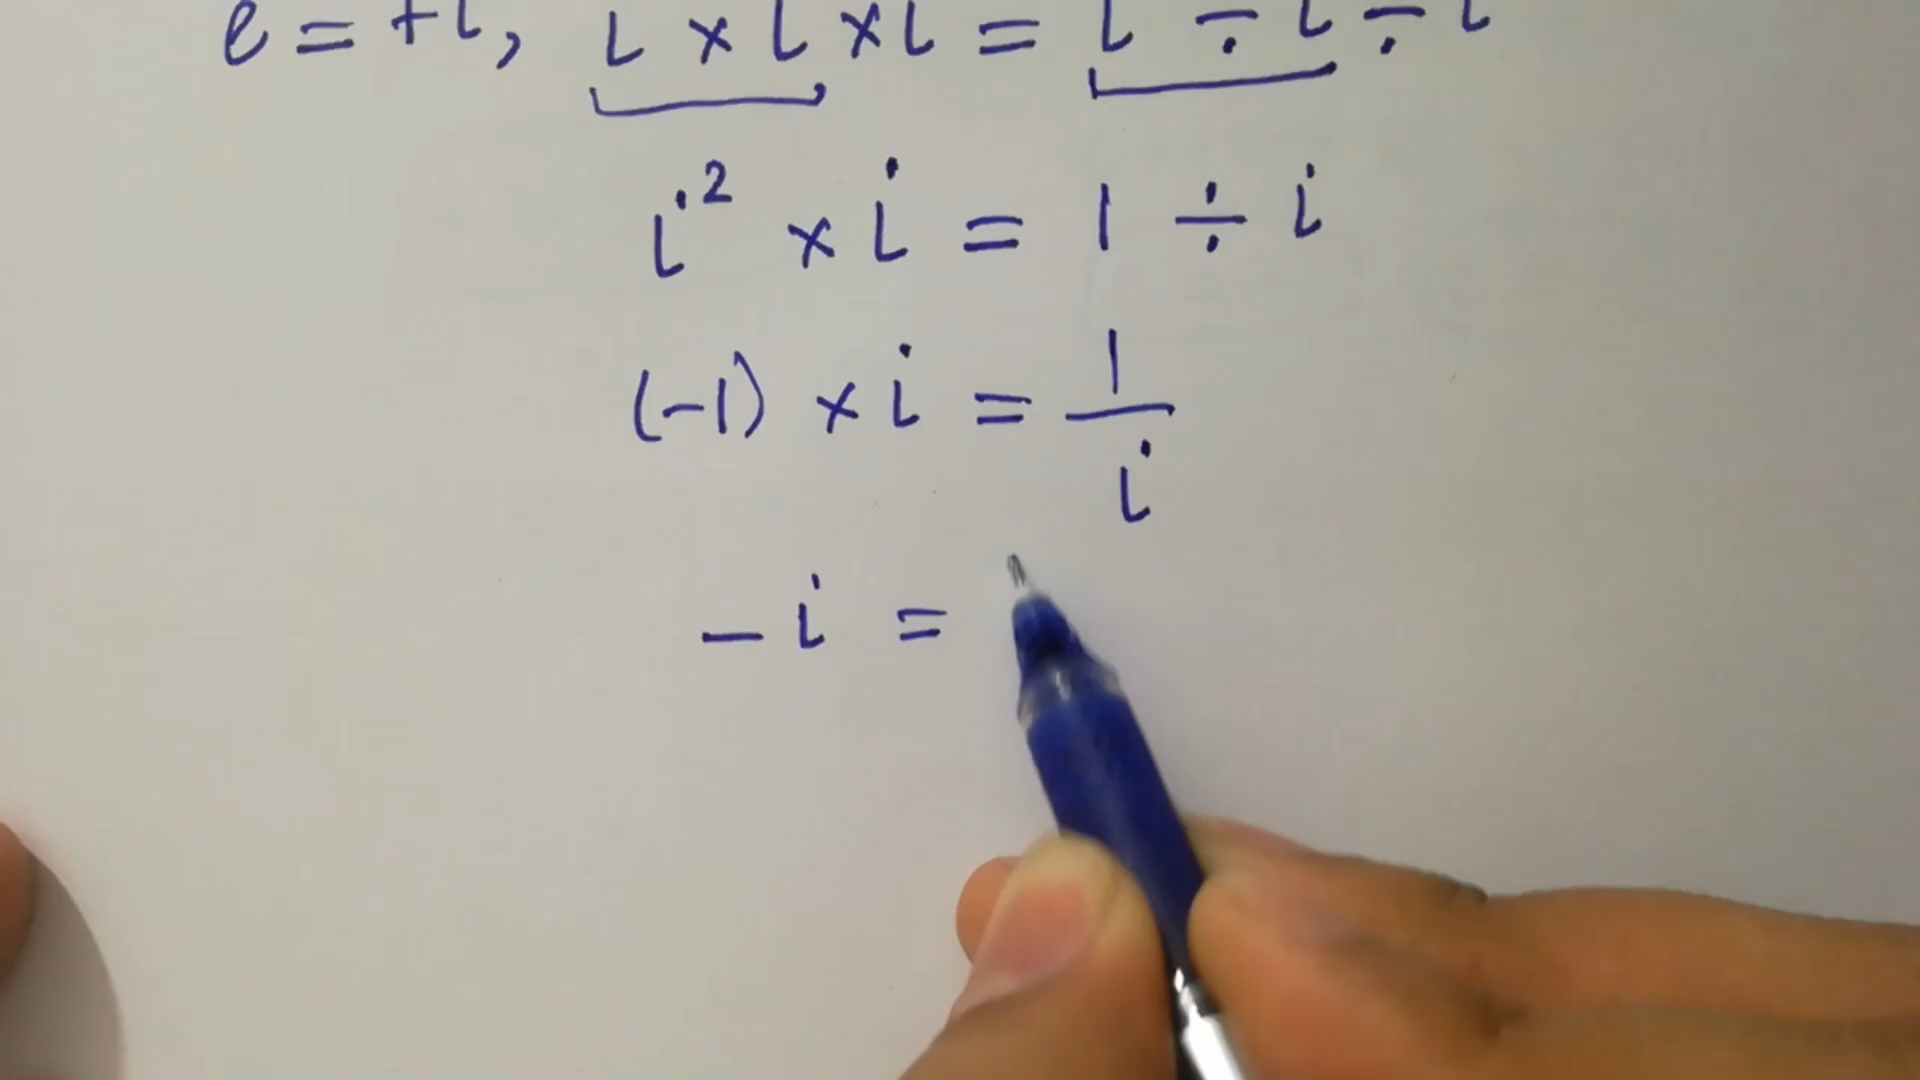 e = +i, i × i × i = i ÷ i ÷ i
i² × i = 1 ÷ i
(-1) × i = 1/i
- i =